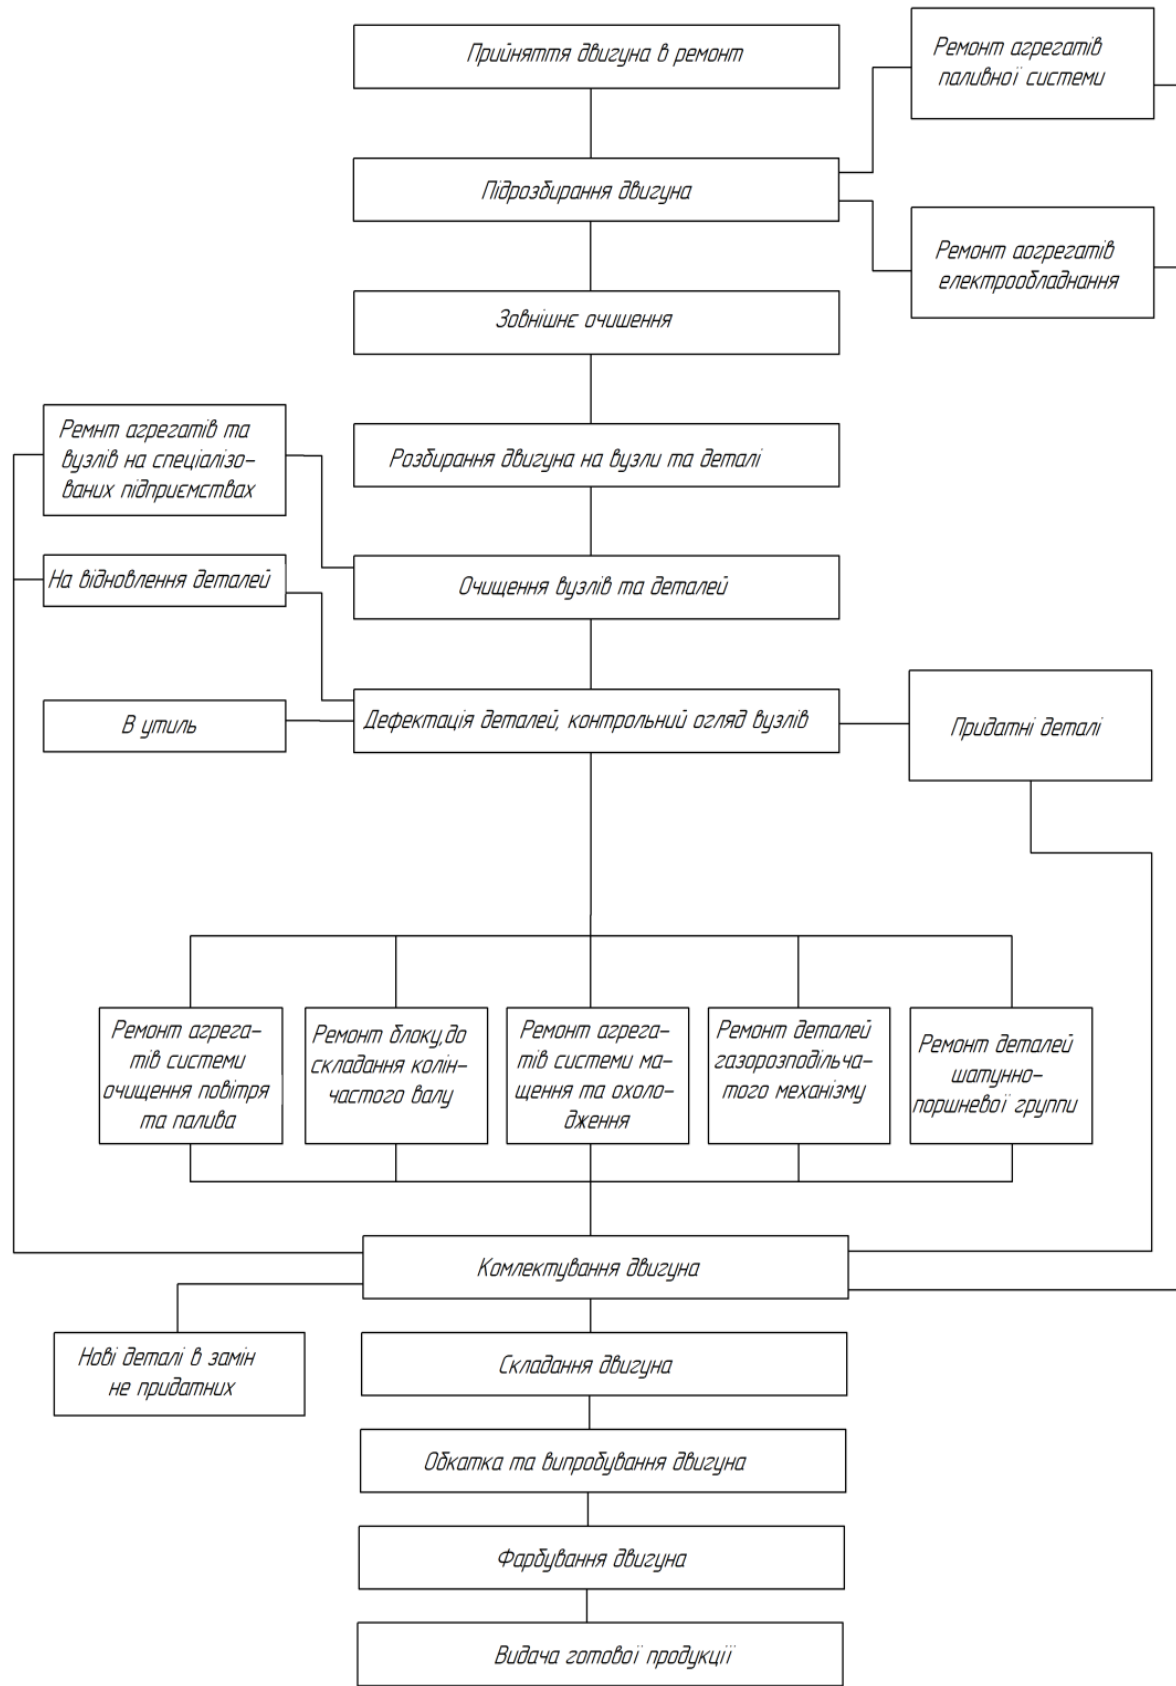 Прийняття двигуна в ремонт
Ремонт агрегатів
паливної системи
Підрозбирання двигуна
Ремонт аогрегатів
електрообладнання
Зовнішнє очишення
Ремнт агрегатів та
вузлів на спеціалізо-
ваних підприємствах
Розбирання двигуна на вузли та деталі
На відновлення деталей
Очищення вузлів та деталей
В утиль
Дефектація деталей, контрольний огляд вузлів
Придатні деталі
Ремонт агрега-
тів системи
очищення повітря
та палива
Ремонт блоку,до
складання колін-
частого валу
Ремонт агрега-
тів системи ма-
щення та охоло-
дження
Ремонт деталей
газорозподільча-
того механізму
Ремонт деталей
шатунно-
поршневої группи
Комлектування двигуна
Нові деталі в замін
не придатних
Складання двигуна
Обкатка та випробування двигуна
Фарбування двигуна
Видача готової продукції